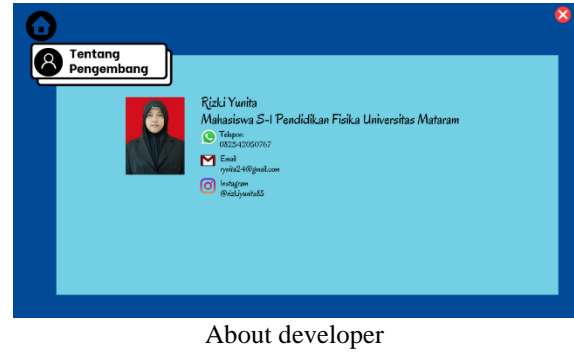 Tentang
Pengembang
Rizki Yunita
Mahasiswa S-1 Pendidikan Fisika Universitas Mataram
Telepon:
082342050767
Email
rynita24@gmail.com
Instagram
@rizkiyunita85
About developer